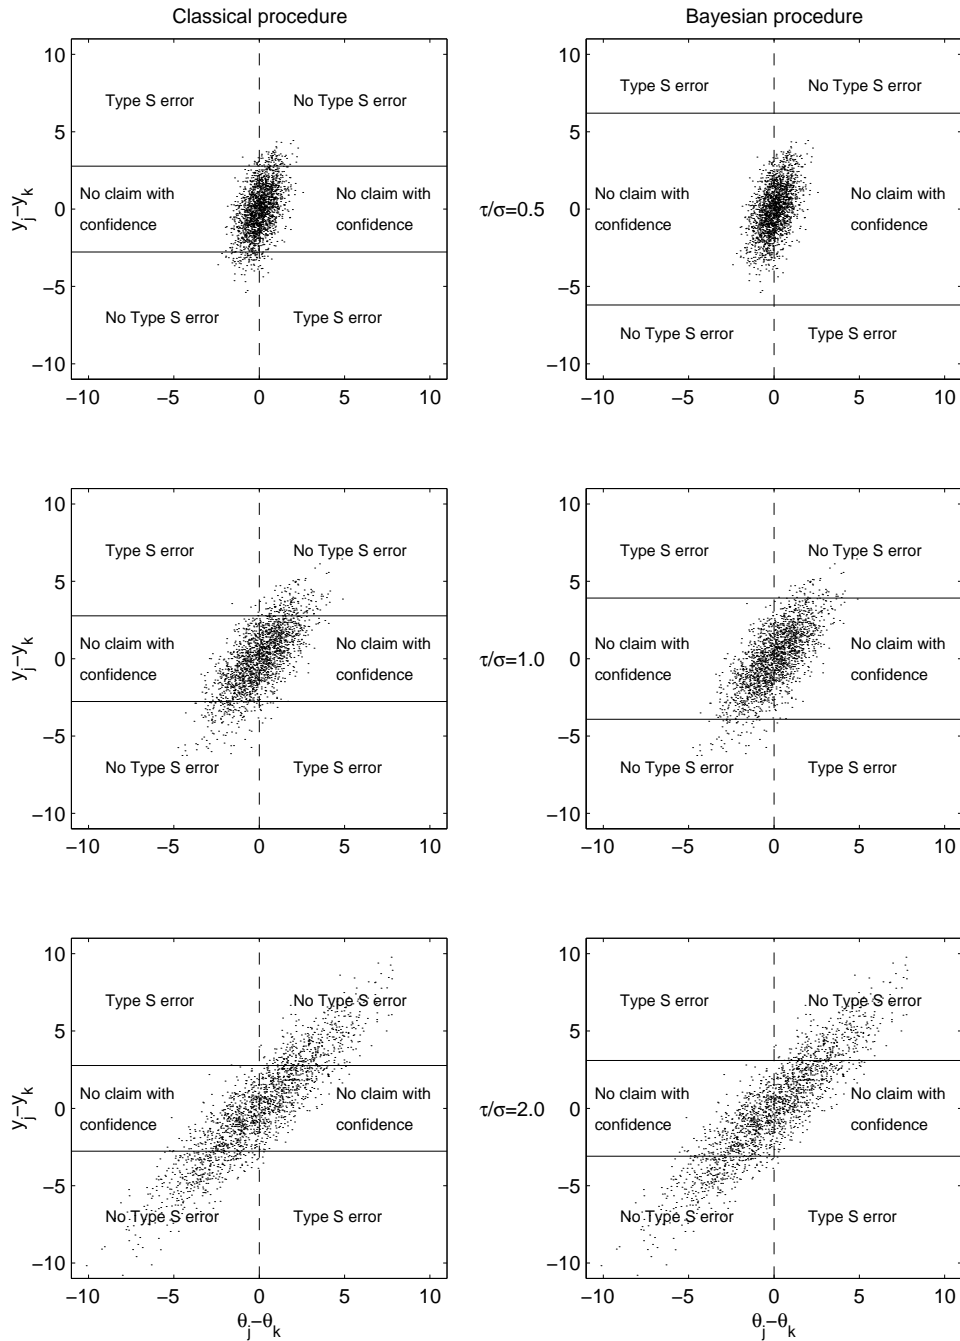 Classical procedure
Bayesian procedure
10
5
0
−5
−10
y_j−y_k
Type S error
No Type S error
No claim with
confidence
No claim with
confidence
No Type S error
Type S error
−10 −5 0 5 10
τ/σ=0.5
10
5
0
−5
−10
Type S error
No Type S error
No claim with
confidence
No claim with
confidence
No Type S error
Type S error
−10 −5 0 5 10
10
5
0
−5
−10
y_j−y_k
Type S error
No Type S error
No claim with
confidence
No claim with
confidence
No Type S error
Type S error
−10 −5 0 5 10
τ/σ=1.0
10
5
0
−5
−10
Type S error
No Type S error
No claim with
confidence
No claim with
confidence
No Type S error
Type S error
−10 −5 0 5 10
10
5
0
−5
−10
y_j−y_k
Type S error
No Type S error
No claim with
confidence
No claim with
confidence
No Type S error
Type S error
−10 −5 0 5 10
θ_j−θ_k
τ/σ=2.0
10
5
0
−5
−10
Type S error
No Type S error
No claim with
confidence
No claim with
confidence
No Type S error
Type S error
−10 −5 0 5 10
θ_j−θ_k